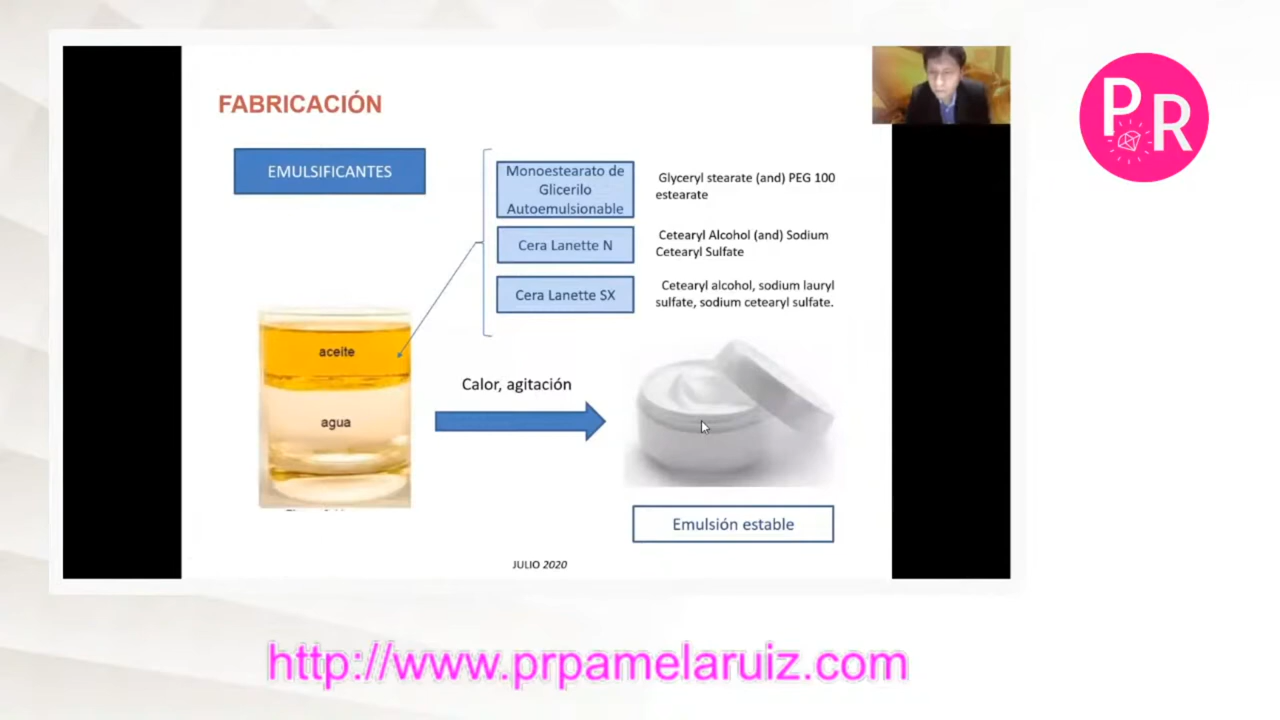 FABRICACIÓN
EMULSIFICANTES
Monoestearato de
Glicerilo
Autoemulsionable
Glyceryl stearate (and) PEG 100
estearate
Cera Lanette N
Cetearyl Alcohol (and) Sodium
Cetearyl Sulfate
Cera Lanette SX
Cetearyl alcohol, sodium lauryl
sulfate, sodium cetearyl sulfate.
aceite
agua
Calor, agitación
Emulsión estable
JULIO 2020
PR
http://www.prpamelaruiz.com